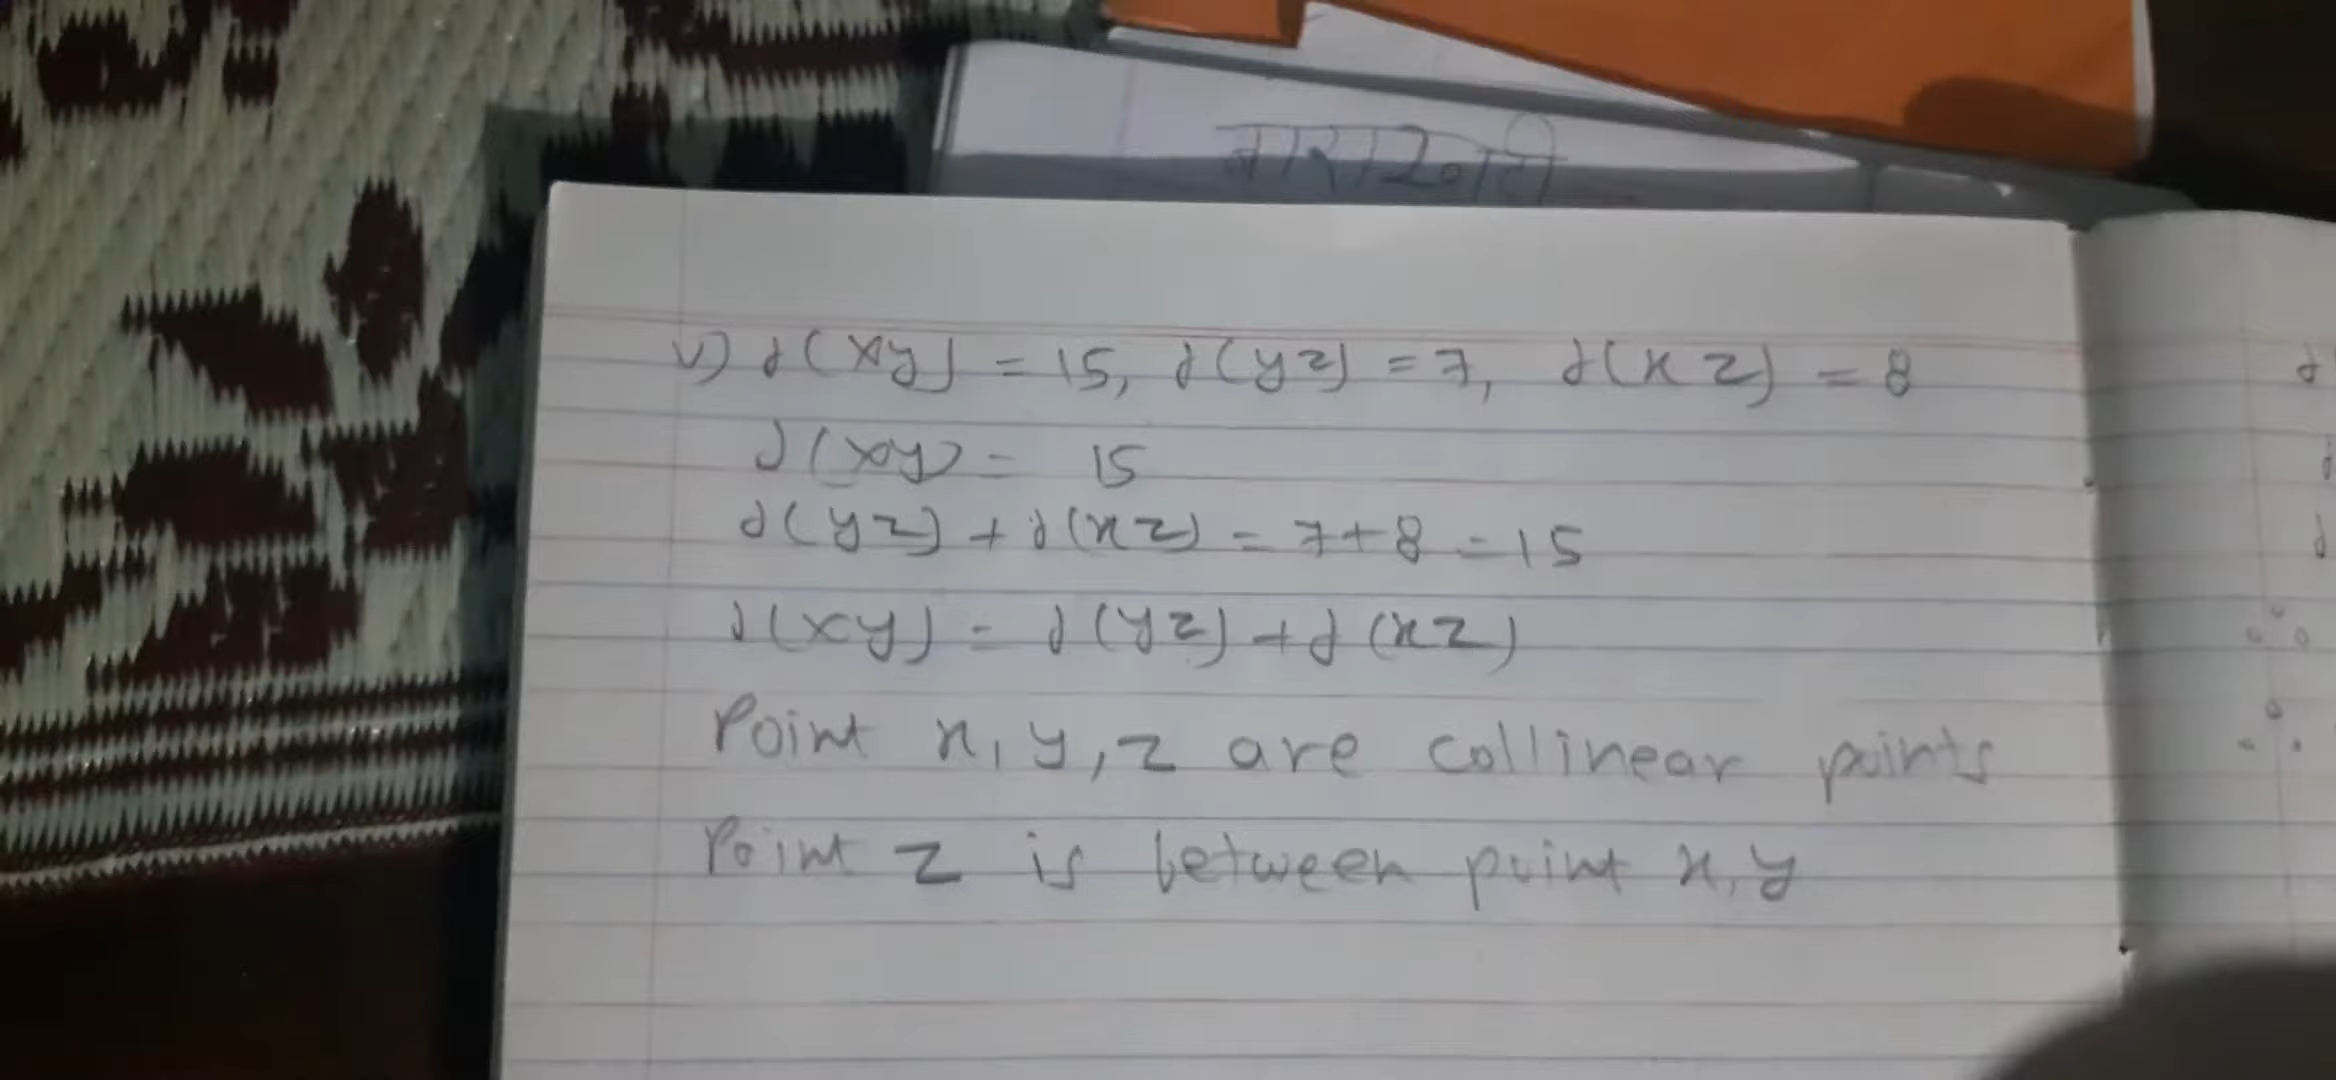 v) d(xy) = 15, d(yz) = 7, d(xz) = 8
d(xy) = 15
d(yz) + d(xz) = 7+8 = 15
d(xy) = d(yz) + d(xz)
Point x, y, z are collinear points
Point z is between point x, y